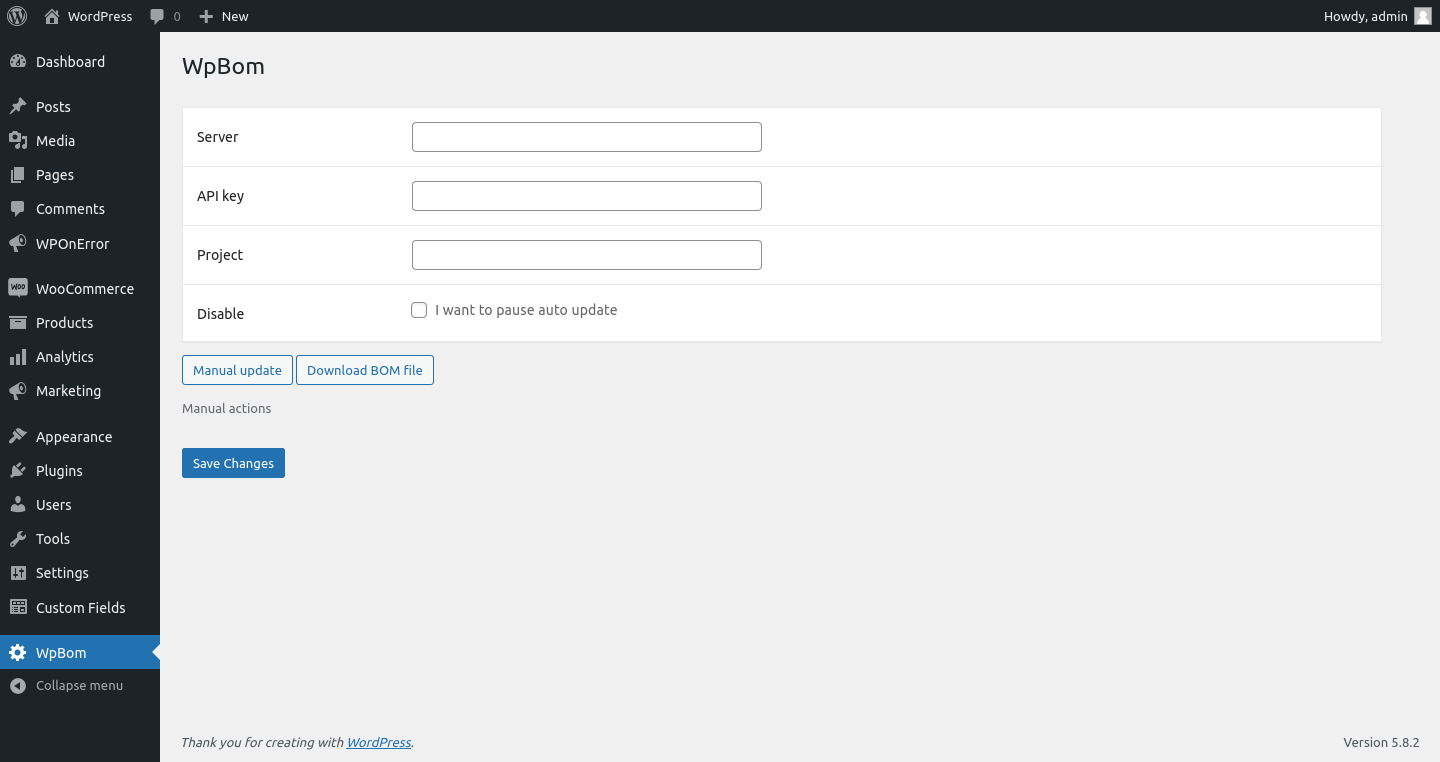 WordPress 0 New Howdy, admin
Dashboard
Posts
Media
Pages
Comments
WPOnError
WOO WooCommerce
Products
Analytics
Marketing
Appearance
Plugins
Users
Tools
Settings
Custom Fields
WpBom
Collapse menu
WpBom
Server
API key
Project
Disable I want to pause auto update
Manual update Download BOM file
Manual actions
Save Changes
Thank you for creating with WordPress. Version 5.8.2